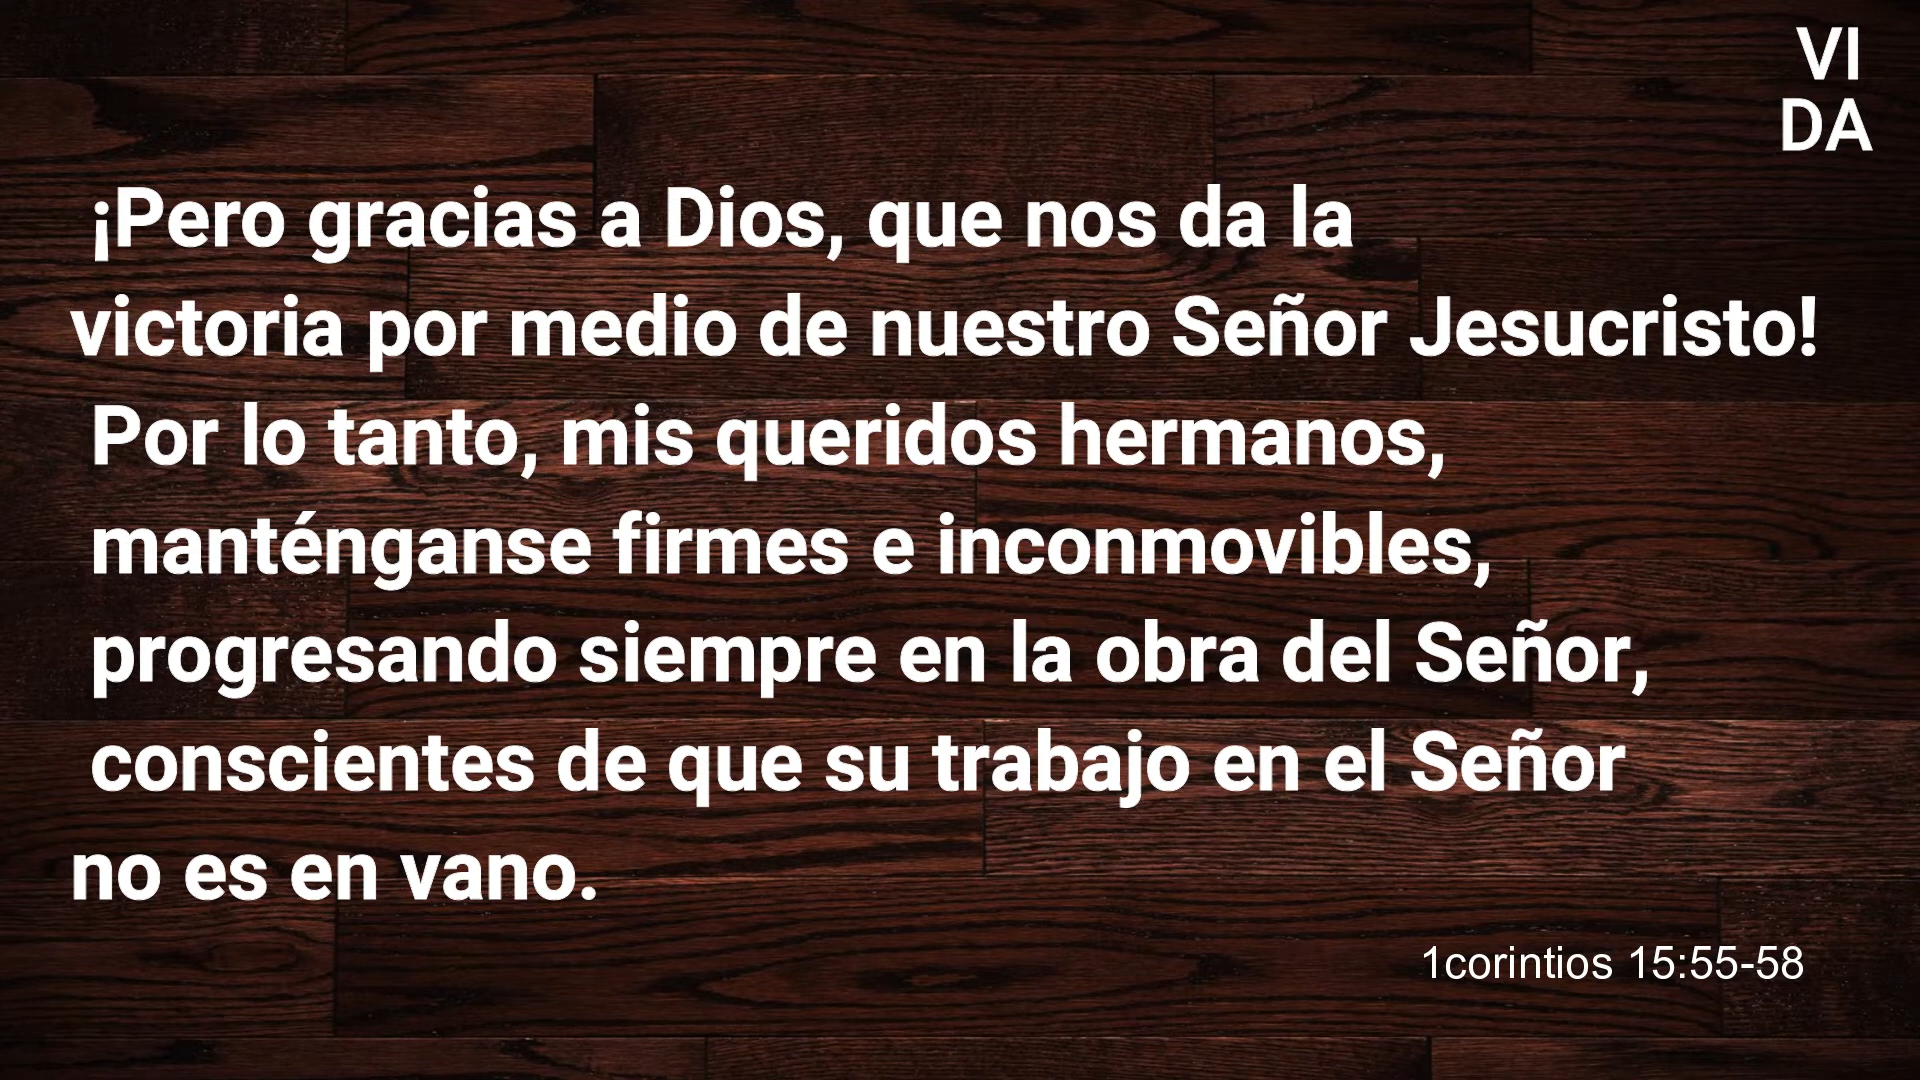 VI
DA
¡Pero gracias a Dios, que nos da la
victoria por medio de nuestro Señor Jesucristo!
Por lo tanto, mis queridos hermanos,
manténganse firmes e inconmovibles,
progresando siempre en la obra del Señor,
conscientes de que su trabajo en el Señor
no es en vano.
1corintios 15:55-58